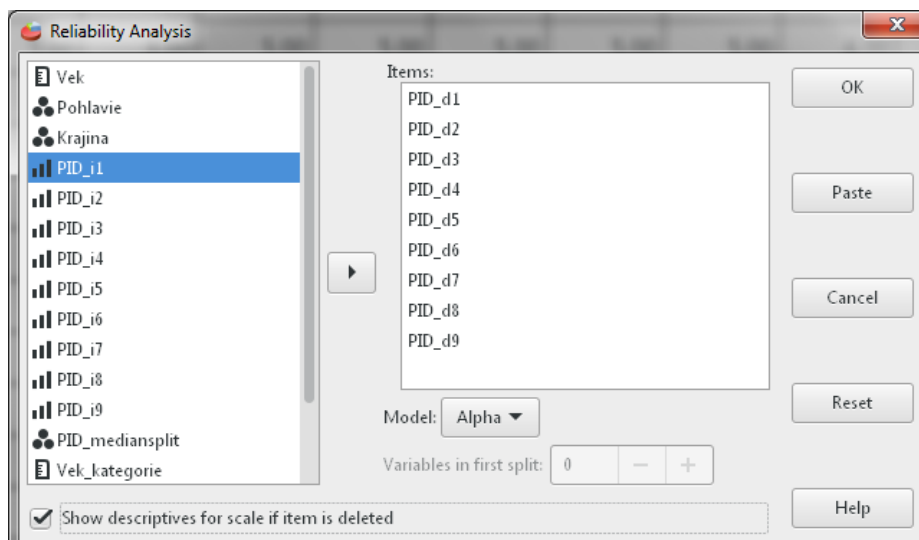 Reliability Analysis
Vek
Pohlavie
Krajina
PID_i1
PID_i2
PID_i3
PID_i4
PID_i5
PID_i6
PID_i7
PID_i8
PID_i9
PID_mediansplit
Vek_kategorie
Items:
PID_d1
PID_d2
PID_d3
PID_d4
PID_d5
PID_d6
PID_d7
PID_d8
PID_d9
Model: Alpha
Variables in first split: 0
Show descriptives for scale if item is deleted
OK
Paste
Cancel
Reset
Help